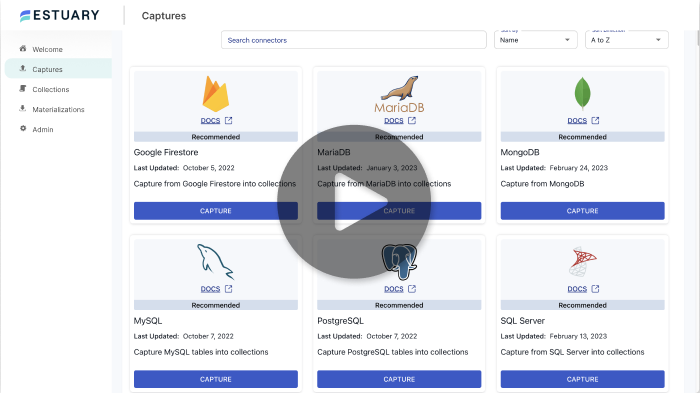 ESTUARY
Captures
Welcome
Captures
Collections
Materializations
Admin
Search connectors
Name
A to Z
DOCS
Recommended
Google Firestore
Last Updated: October 5, 2022
Capture from Google Firestore into collections
CAPTURE
MariaDB
DOCS
Recommended
MariaDB
Last Updated: January 3, 2023
Capture from MariaDB into collections
CAPTURE
DOCS
Recommended
MongoDB
Last Updated: February 24, 2023
Capture from MongoDB
CAPTURE
DOCS
Recommended
MySQL
Last Updated: October 7, 2022
Capture MySQL tables into collections
CAPTURE
DOCS
Recommended
PostgreSQL
Last Updated: October 7, 2022
Capture PostgreSQL tables into collections
CAPTURE
DOCS
Recommended
SQL Server
Last Updated: February 13, 2023
Capture from SQL Server into collections
CAPTURE